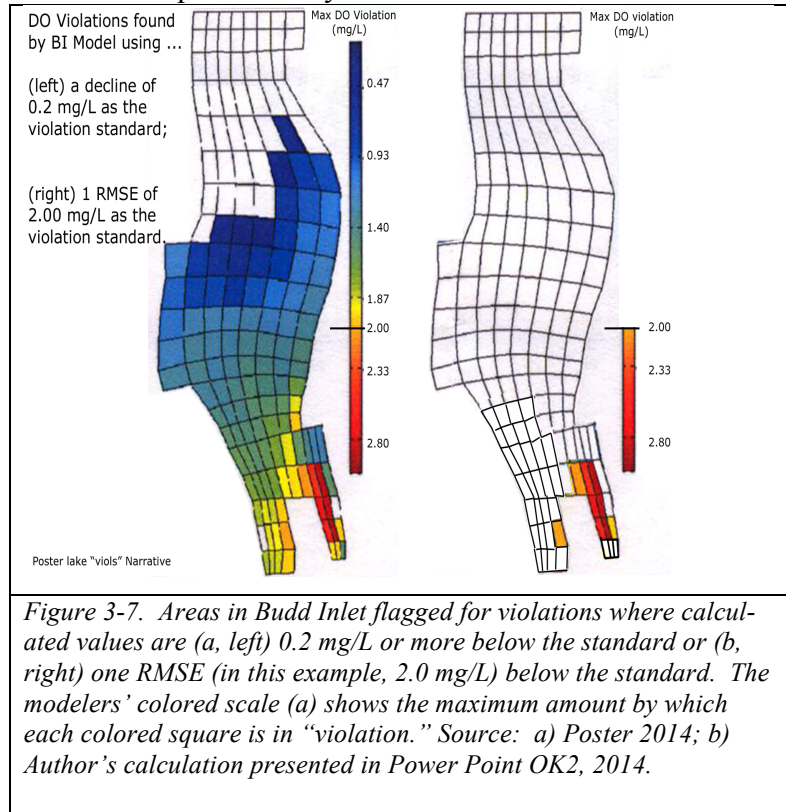 DO Violations found
by BI Model using ...
(left) a decline of
0.2 mg/L as the
violation standard;
(right) 1 RMSE of
2.00 mg/L as the
violation standard.
Max DO Violation
(mg/L)
0.47
0.93
1.40
1.87
2.00
2.33
2.80
Max DO violation
(mg/L)
2.00
2.33
2.80
Poster lake "viols" Narrative
Figure 3-7. Areas in Budd Inlet flagged for violations where calcul-
ated values are (a, left) 0.2 mg/L or more below the standard or (b,
right) one RMSE (in this example, 2.0 mg/L) below the standard. The
modelers’ colored scale (a) shows the maximum amount by which
each colored square is in “violation.” Source: a) Poster 2014; b)
Author’s calculation presented in Power Point OK2, 2014.